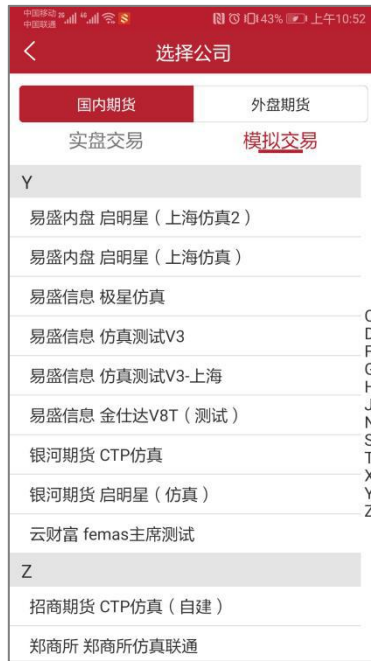 中国移动 2G 4G 43% 上午10:52
中国联通
选择公司
国内期货 外盘期货
实盘交易 模拟交易
Y
易盛内盘 启明星（上海仿真2）
易盛内盘 启明星（上海仿真）
易盛信息 极星仿真
易盛信息 仿真测试V3
易盛信息 仿真测试V3-上海
易盛信息 金仕达V8T（测试）
银河期货 CTP仿真
银河期货 启明星（仿真）
云财富 femas主席测试
Z
招商期货 CTP仿真（自建）
郑商所 郑商所仿真联通
C
D
F
G
H
J
N
S
T
X
Y
Z